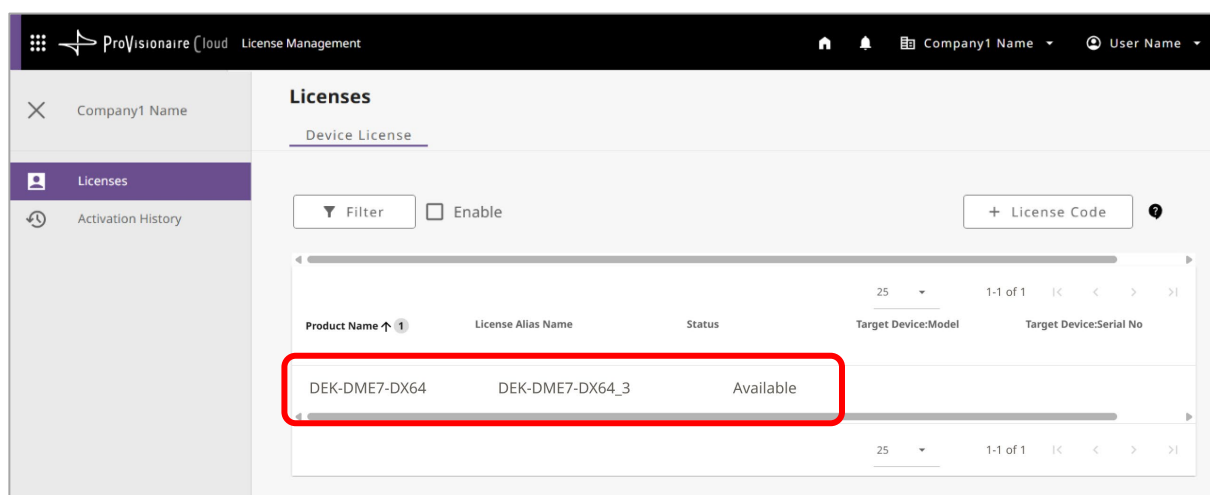 ProVisionaire Cloud License Management Company1 Name User Name
Company1 Name
Licenses
Device License
Licenses
Activation History
Filter Enable + License Code ?
25 1-1 of 1
Product Name 1 License Alias Name Status Target Device:Model Target Device:Serial No
DEK-DME7-DX64 DEK-DME7-DX64_3 Available
25 1-1 of 1